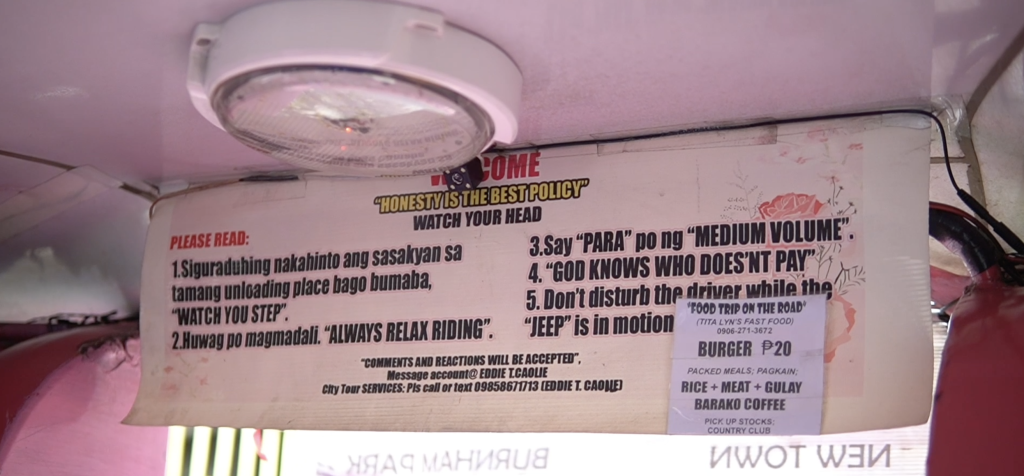 W COME
"HONESTY IS THE BEST POLICY"
WATCH YOUR HEAD
PLEASE READ:
1.Siguraduhing nakahinto ang sasakyan sa
tamang unloading place bago bumaba,
"WATCH YOU STEP".
2.Huwag po magmadali. "ALWAYS RELAX RIDING".
3.Say "PARA" po ng "MEDIUM VOLUME".
4. "GOD KNOWS WHO DOES'NT PAY".
5. Don't disturb the driver while the
"JEEP" is in motion
"COMMENTS AND REACTIONS WILL BE ACCEPTED",
Message account@ EDDIE T.CAOLIE
City Tour SERVICES: Pls call or text 09858671713 (EDDIE T. CAOLIE)
"FOOD TRIP ON THE ROAD"
(TITA LYN'S FAST FOOD)
0906-271-3672
BURGER ₱20
PACKED MEALS; PAGKAIN;
RICE + MEAT + GULAY
BARAKO COFFEE
PICK UP STOCKS;
COUNTRY CLUB
BURNHAM PARK
NEW TOWN